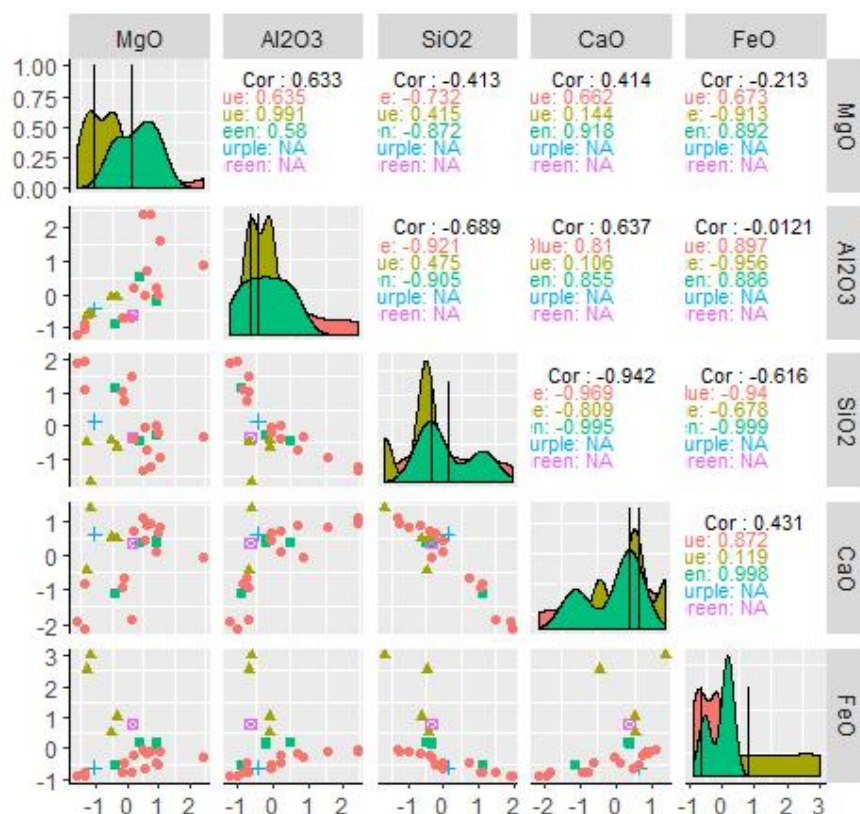 MgO Al2O3 SiO2 CaO FeO
1.00 0.75 0.50 0.25 0.00
Cor : 0.633
ue: 0.635
ue: 0.991
een: 0.58
urple: NA
reen: NA
Cor : -0.413
ue: -0.732
ue: 0.415
en: -0.872
urple: NA
reen: NA
Cor : 0.414
ue: 0.662
ue: 0.144
en: 0.918
urple: NA
reen: NA
Cor : -0.213
ue: 0.673
e: -0.913
en: 0.892
urple: NA
reen: NA
MgO
2 1 0 -1
Cor : -0.689
e: -0.921
ue: 0.475
en: -0.905
urple: NA
reen: NA
Cor : 0.637
Blue: 0.81
ue: 0.106
en: 0.855
urple: NA
reen: NA
Cor : -0.0121
ue: 0.897
e: -0.956
en: 0.886
urple: NA
reen: NA
Al2O3
2 1 0 -1
Cor : -0.942
e: -0.969
e: -0.809
en: -0.995
urple: NA
reen: NA
Cor : -0.616
lue: -0.94
e: -0.678
en: -0.999
urple: NA
reen: NA
SiO2
1 0 -1 -2
Cor : 0.431
ue: 0.872
ue: 0.119
en: 0.998
urple: NA
reen: NA
CaO
3 2 1 0 -1
FeO
-1 0 1 2 -1 0 1 2 -1 0 1 2 -2 -1 0 1 -1 0 1 2 3